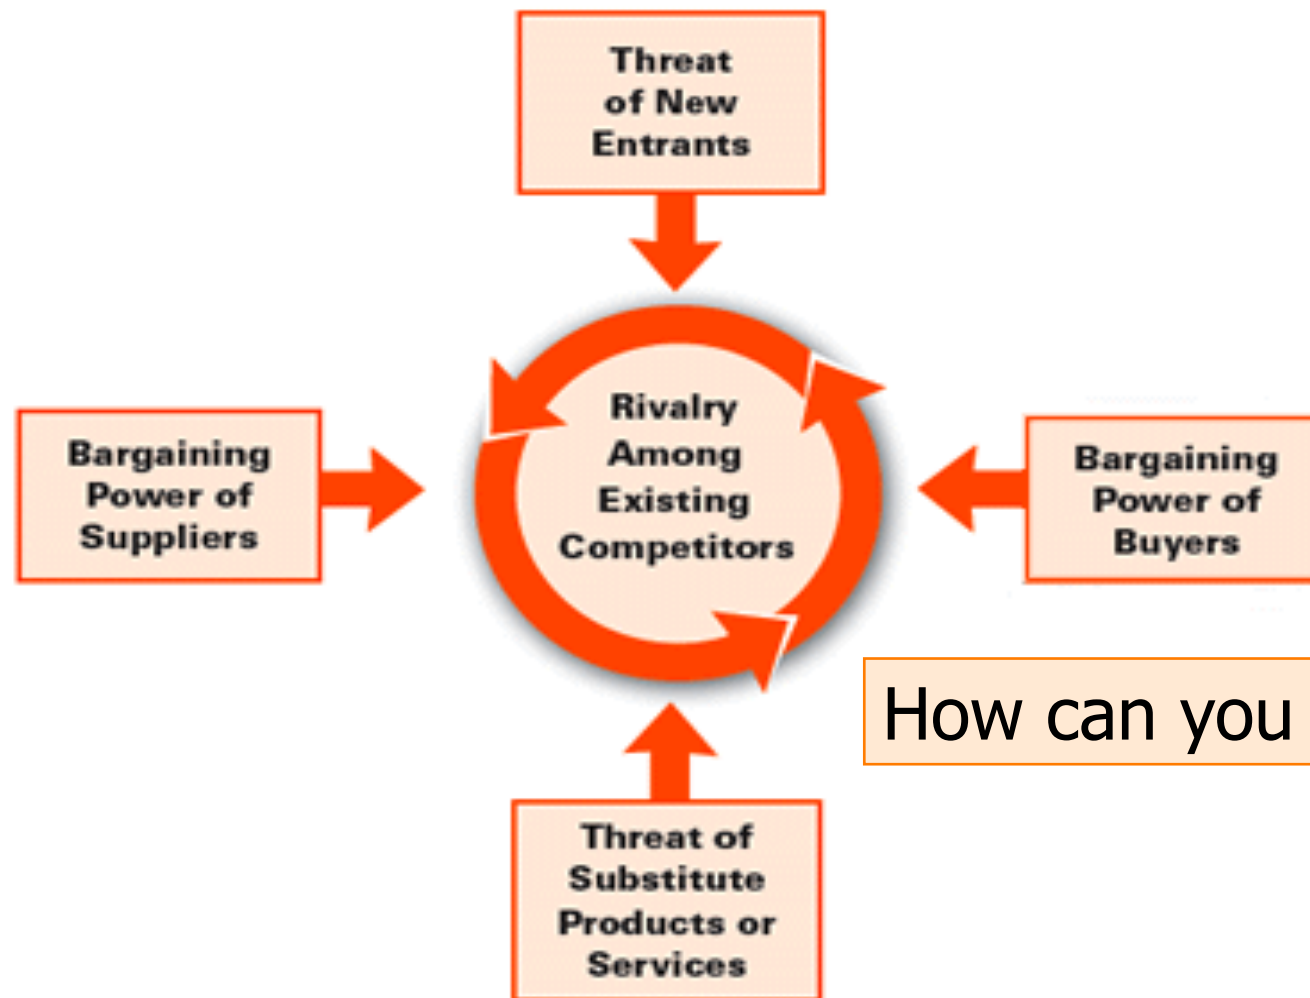 Threat
of New
Entrants
Rivalry
Among
Existing
Competitors
Bargaining
Power of
Suppliers
Bargaining
Power of
Buyers
How can you
Threat of
Substitute
Products or
Services